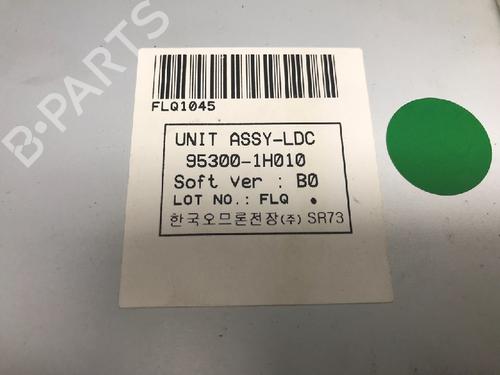 B-PARTS
FLQ1045
UNIT ASSY-LDC
95300-1H010
Soft Ver : B0
LOT NO.: FLQ
한국오므론전장(주) SR73